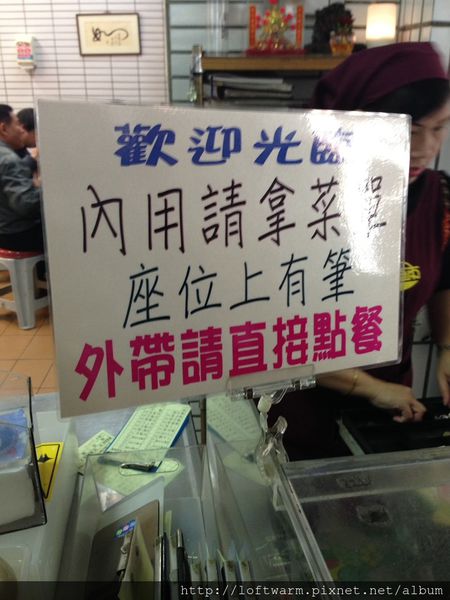 歡迎光臨
內用請拿菜單
座位上有筆
外帶請直接點餐
http://loftwarm.pixnet.net/album